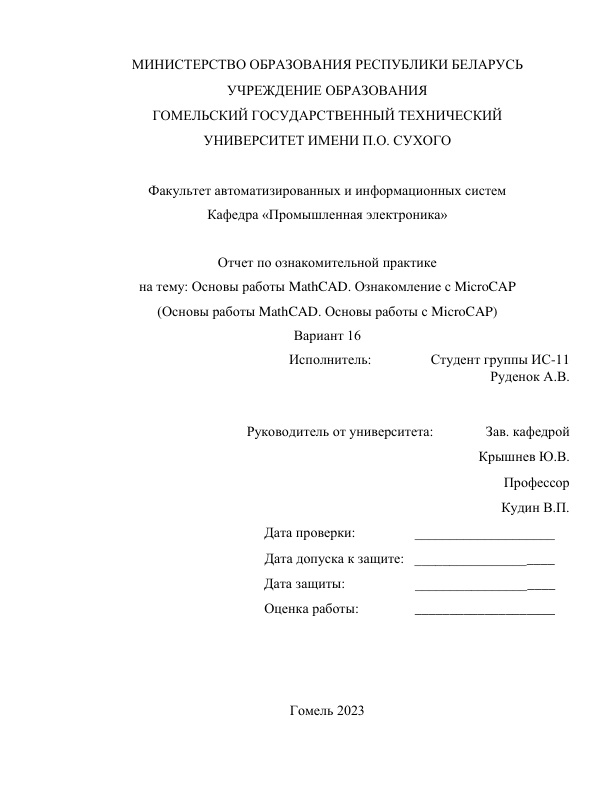 МИНИСТЕРСТВО ОБРАЗОВАНИЯ РЕСПУБЛИКИ БЕЛАРУСЬ
УЧРЕЖДЕНИЕ ОБРАЗОВАНИЯ
ГОМЕЛЬСКИЙ ГОСУДАРСТВЕННЫЙ ТЕХНИЧЕСКИЙ
УНИВЕРСИТЕТ ИМЕНИ П.О. СУХОГО
Факультет автоматизированных и информационных систем
Кафедра «Промышленная электроника»
Отчет по ознакомительной практике
на тему: Основы работы MathCAD. Ознакомление с MicroCAP
(Основы работы MathCAD. Основы работы с MicroCAP)
Вариант 16
Исполнитель: Студент группы ИС-11
Руденок А.В.
Руководитель от университета: Зав. кафедрой
Крышнев Ю.В.
Профессор
Кудин В.П.
Дата проверки: ____________________
Дата допуска к защите: ____________________
Дата защиты: ____________________
Оценка работы: ____________________
Гомель 2023